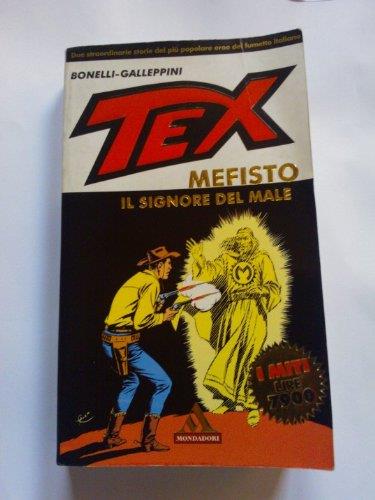 Due straordinarie storie del più popolare eroe del fumetto italiano
BONELLI-GALLEPPINI
TEX
MEFISTO
IL SIGNORE DEL MALE
M
I MITI
LIRE
7900
MONDADORI